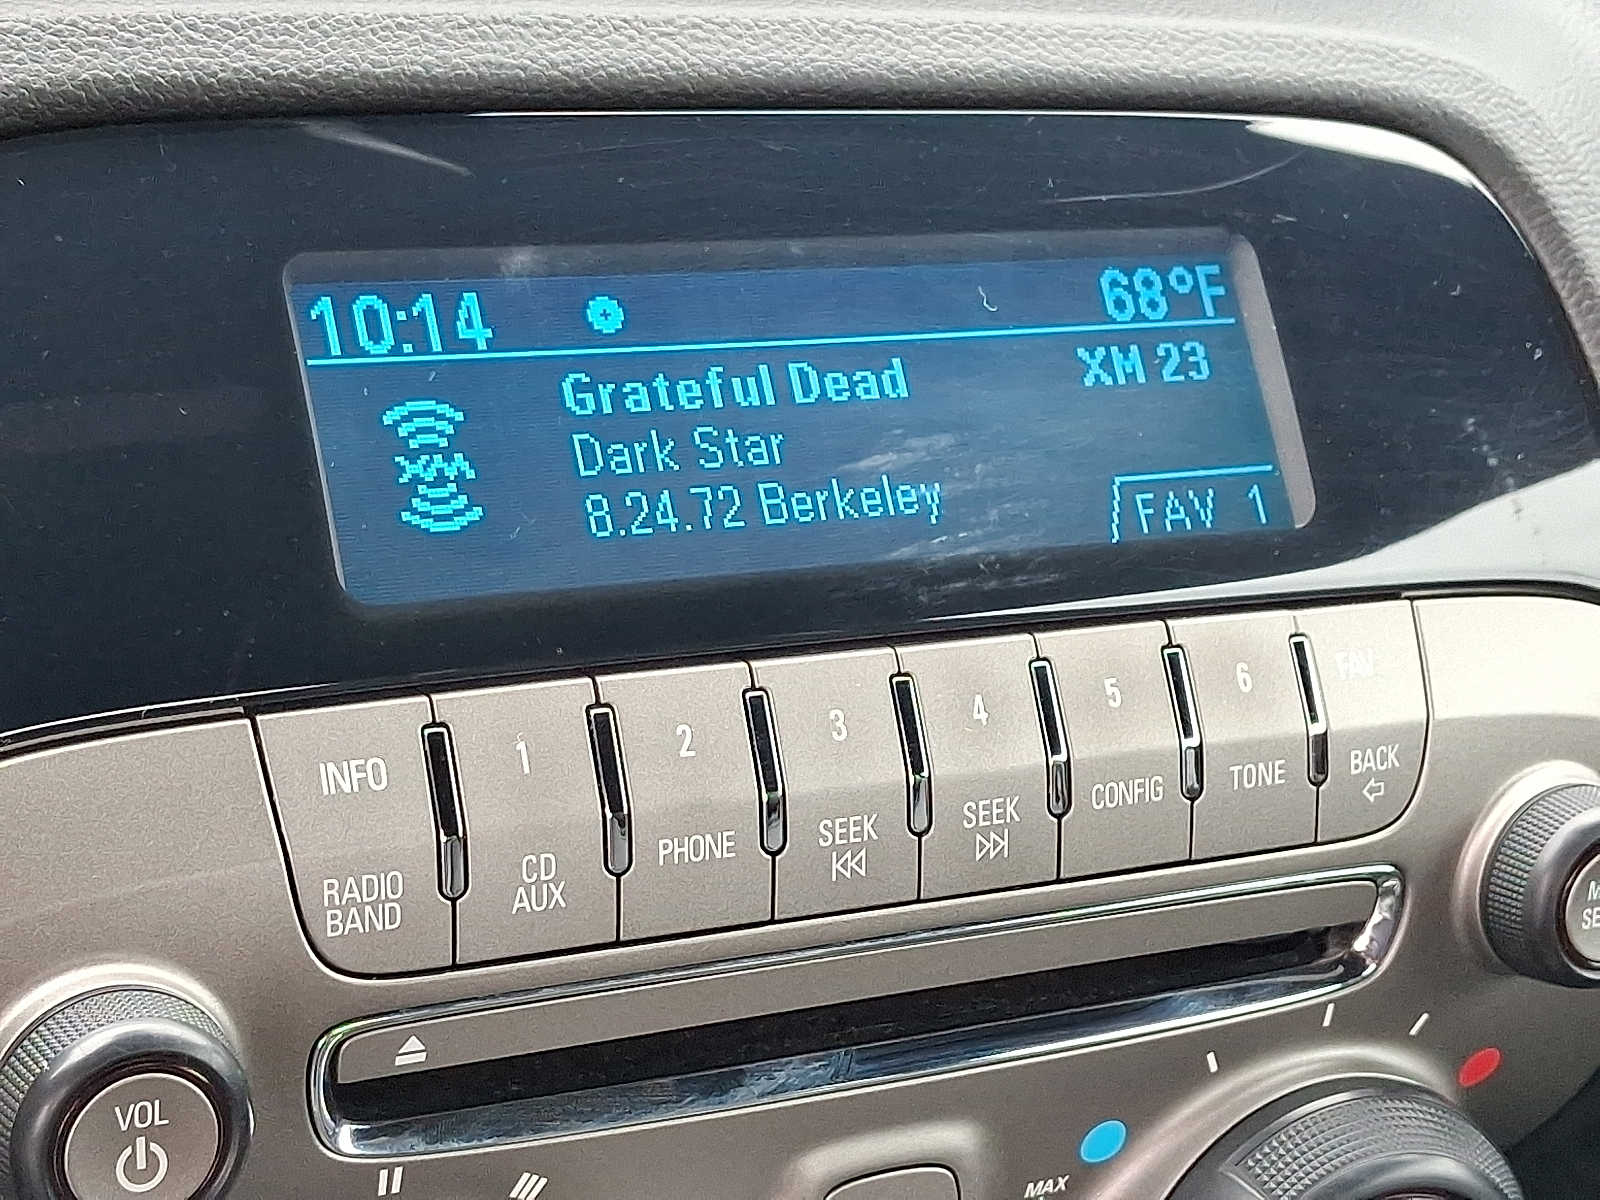 10:14 68°F
Grateful Dead XM 23
Dark Star
8.24.72 Berkeley FAV 1
XM
INFO 1 2 3 4 5 6 FAV
RADIO BAND
CD AUX
PHONE
SEEK
SEEK
CONFIG
TONE
BACK
VOL
MAX